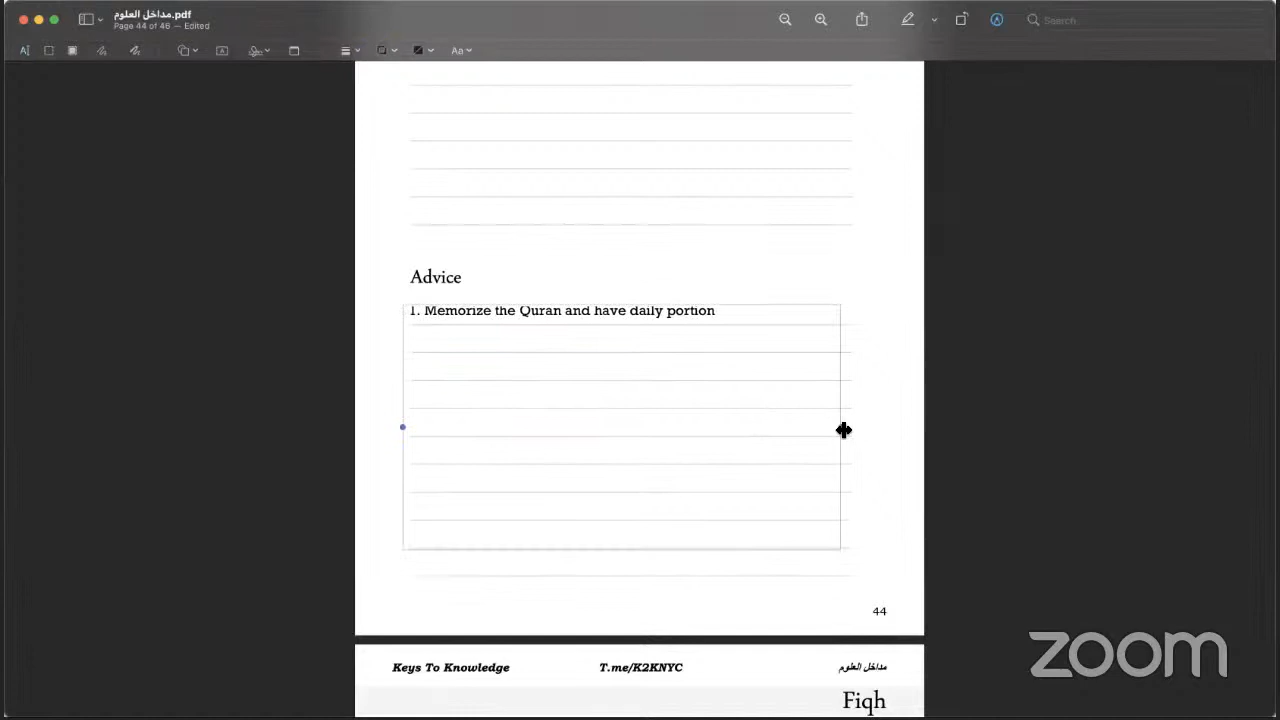 مداخل العلوم.pdf
Page 44 of 46 — Edited
Search
Aa
Advice
1. Memorize the Quran and have daily portion
44
zoom
Keys To Knowledge T.me/K2KNYC مداخل العلوم
Fiqh